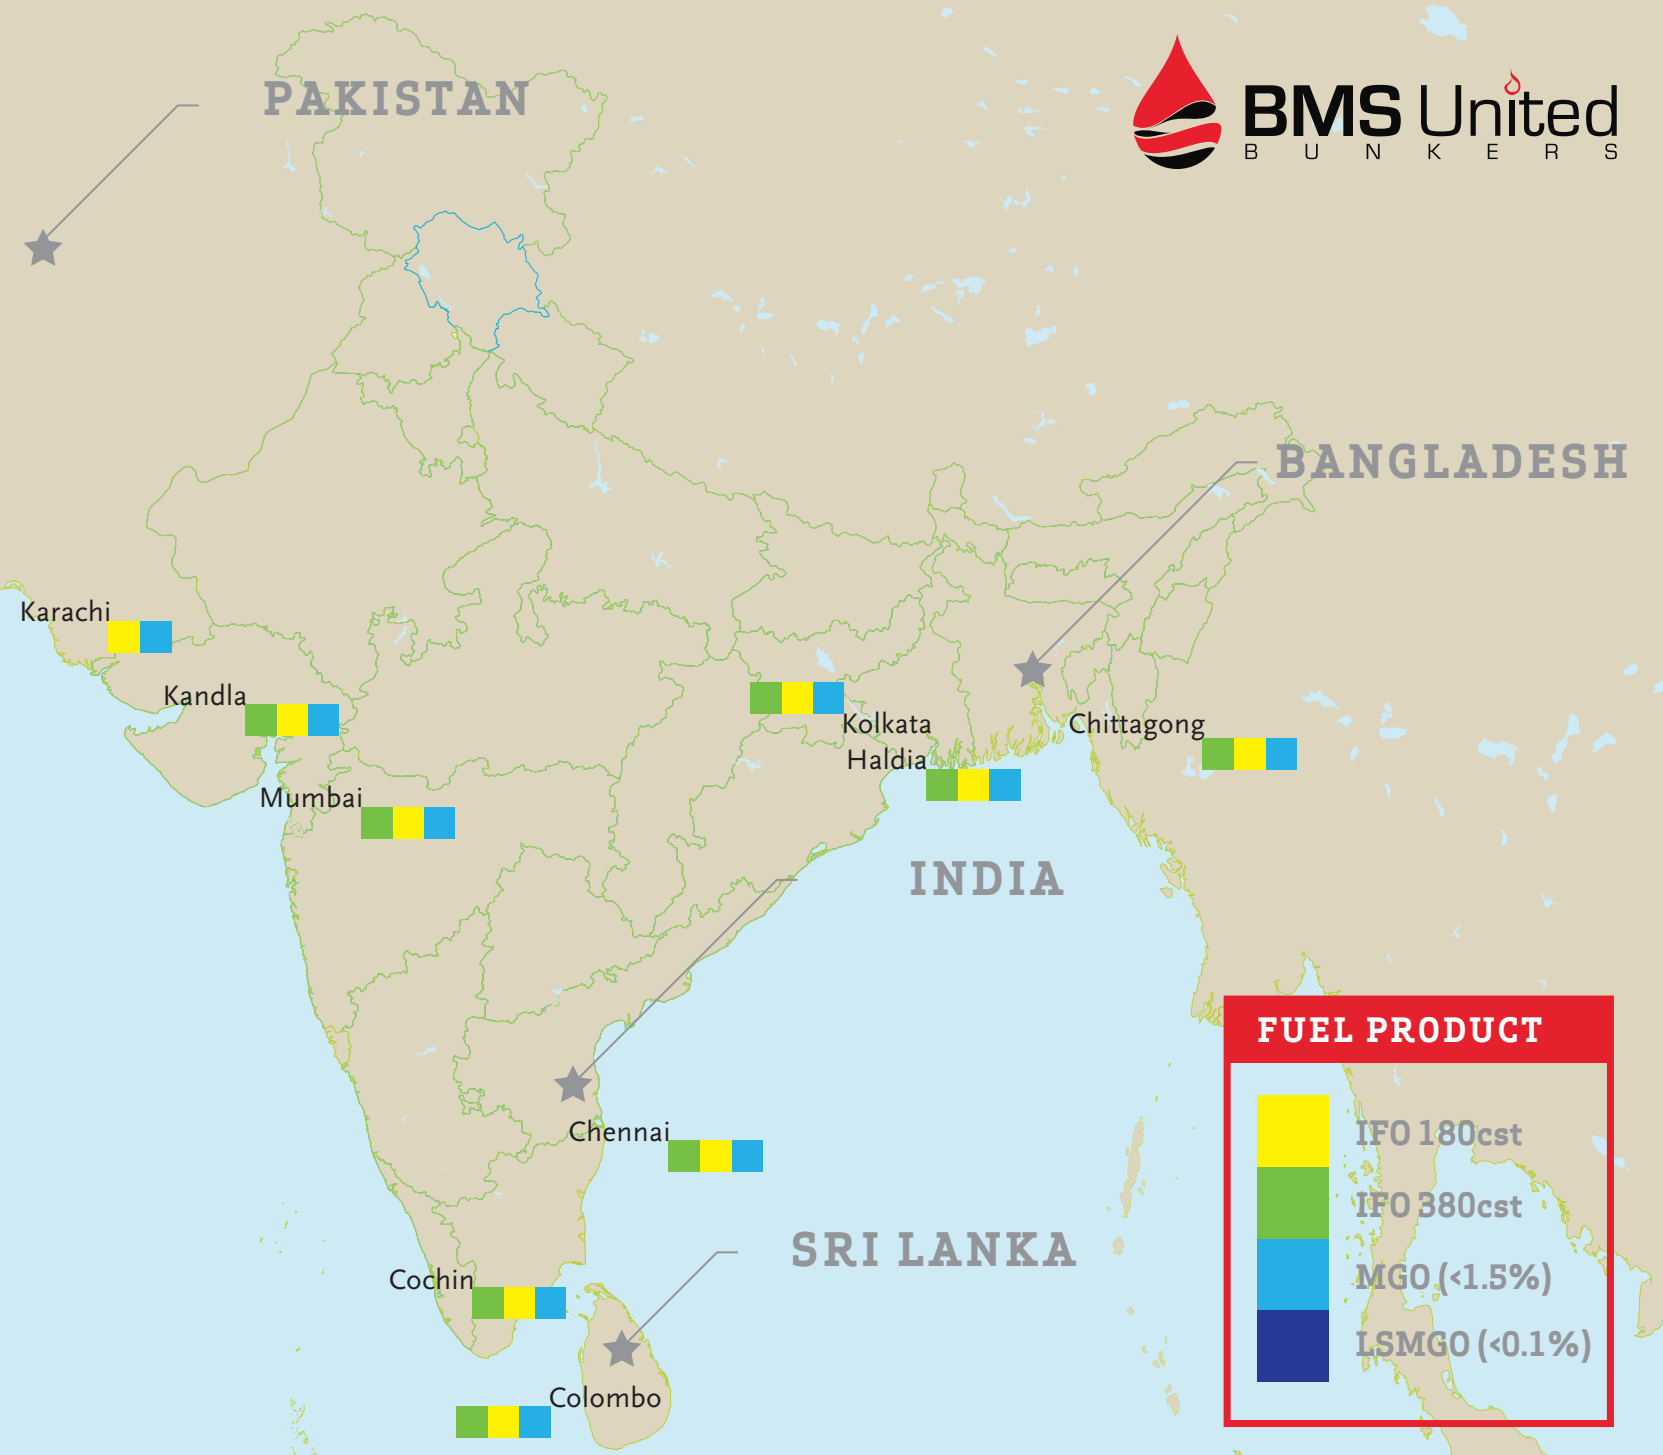 PAKISTAN
BMS United
BUNKERS
BANGLADESH
Karachi
Kandla
Kolkata
Chittagong
Haldia
Mumbai
INDIA
FUEL PRODUCT
Chennai
IFO 180cst
IFO 380cst
SRI LANKA
Cochin
MGO (<1.5%)
LSMGO (<0.1%)
Colombo